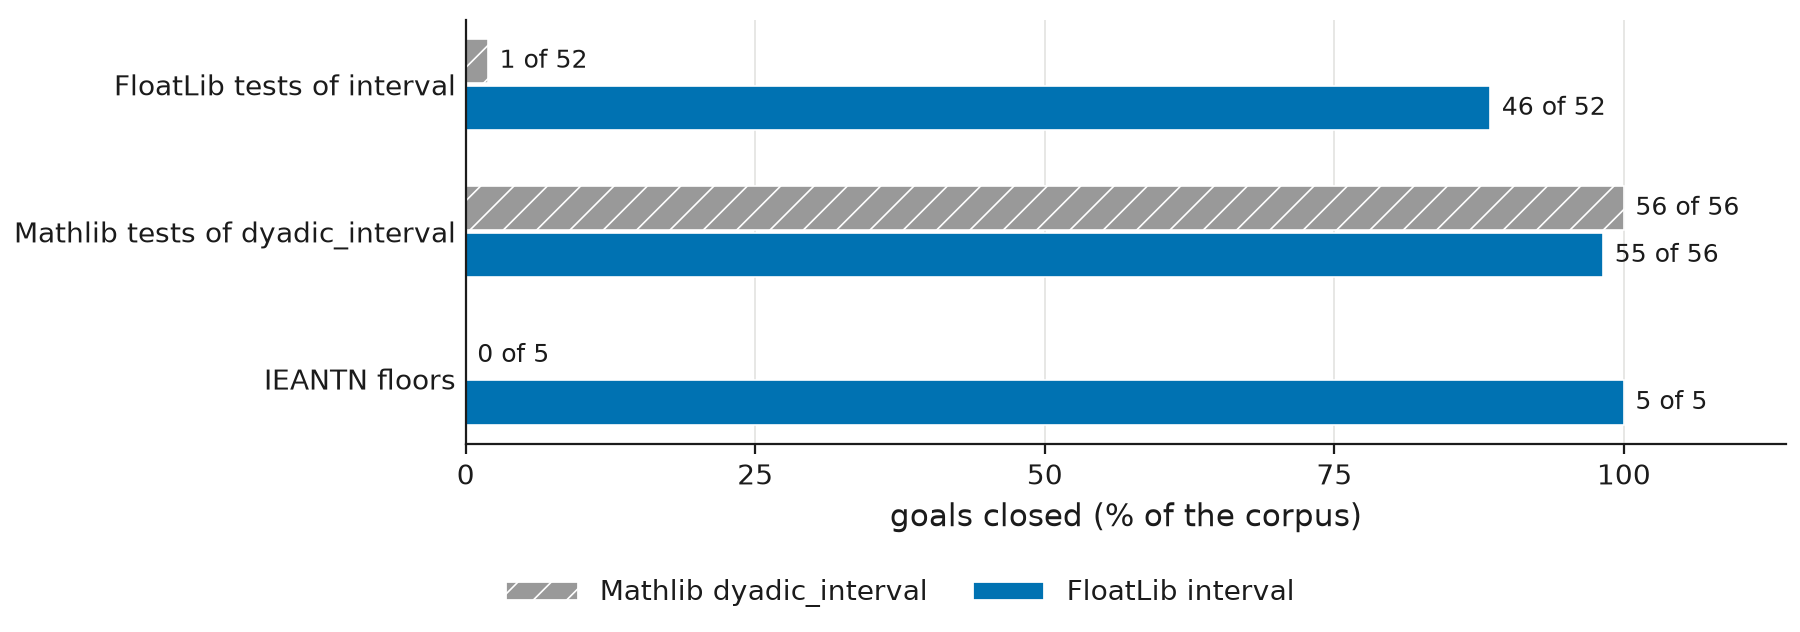 FloatLib tests of interval
1 of 52
46 of 52
Mathlib tests of dyadic_interval
56 of 56
55 of 56
IEANTN floors
0 of 5
5 of 5
0 25 50 75 100
goals closed (% of the corpus)
Mathlib dyadic_interval FloatLib interval